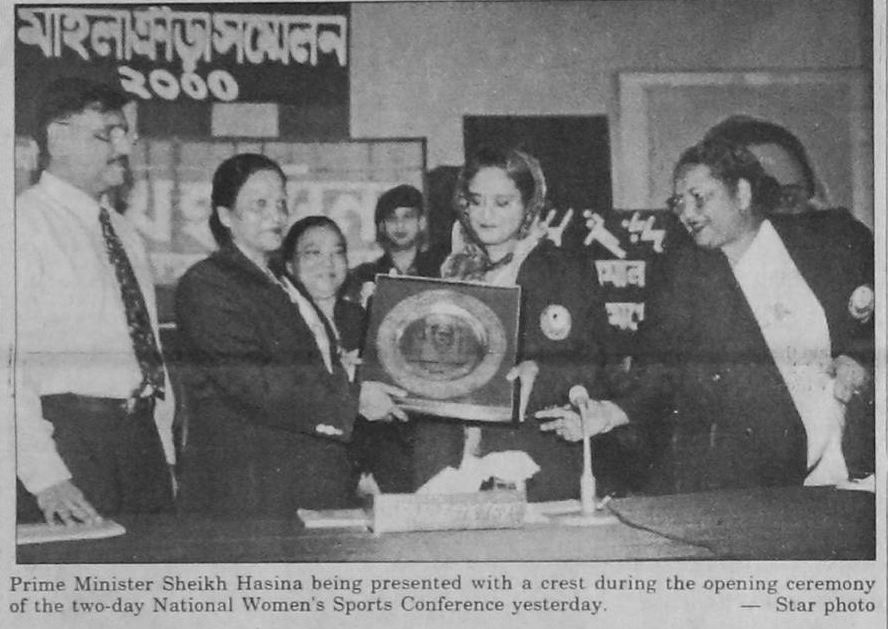 মহিলা ক্রীড়া সম্মেলন
২০০০
Prime Minister Sheikh Hasina being presented with a crest during the opening ceremony
of the two-day National Women's Sports Conference yesterday. — Star photo